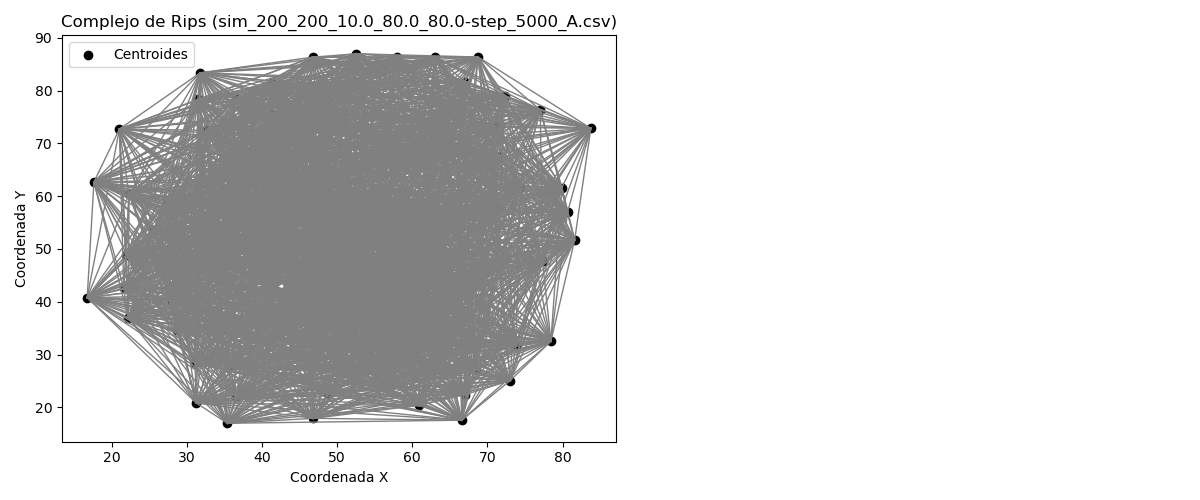 Complejo de Rips (sim_200_200_10.0_80.0_80.0-step_5000_A.csv)
Centroides
90
80
70
60
50
40
30
20
Coordenada Y
20 30 40 50 60 70 80
Coordenada X